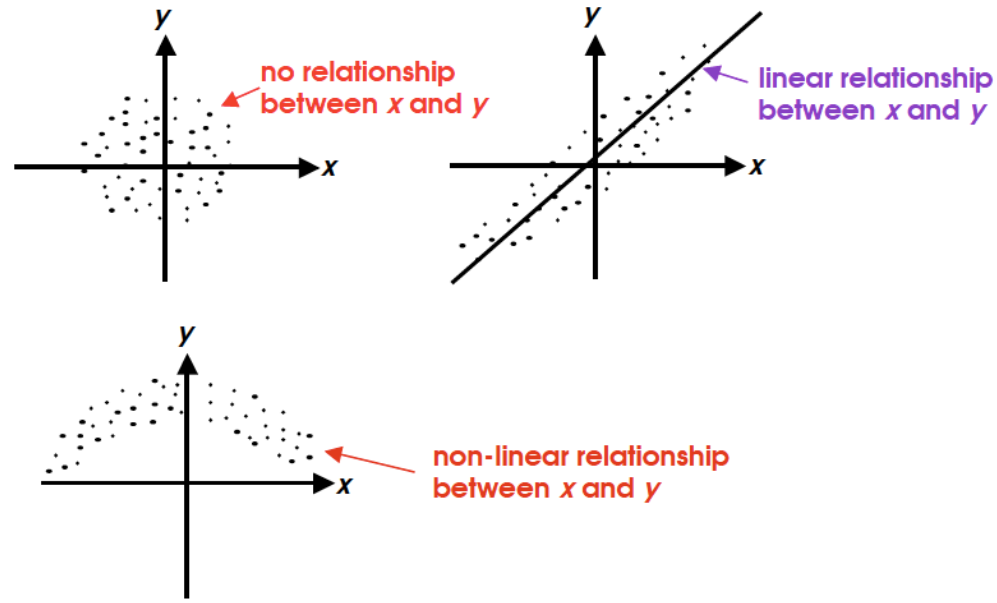 y
no relationship
between x and y
x
y
linear relationship
between x and y
x
y
non-linear relationship
between x and y
x